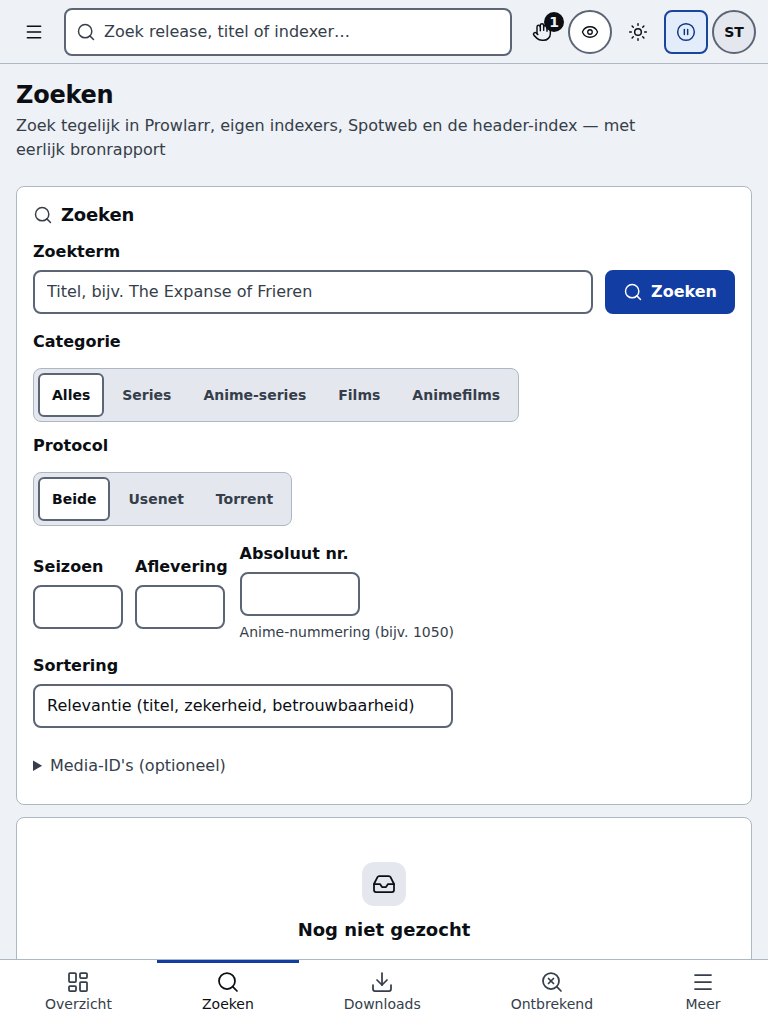 Zoek release, titel of indexer…
1
ST
Zoeken
Zoek tegelijk in Prowlarr, eigen indexers, Spotweb en de header-index — met
eerlijk bronrapport
Zoeken
Zoekterm
Titel, bijv. The Expanse of Frieren
Zoeken
Categorie
Alles Series Anime-series Films Animefilms
Protocol
Beide Usenet Torrent
Seizoen Aflevering Absoluut nr.
Anime-nummering (bijv. 1050)
Sortering
Relevantie (titel, zekerheid, betrouwbaarheid)
Media-ID's (optioneel)
Nog niet gezocht
Overzicht Zoeken Downloads Ontbrekend Meer